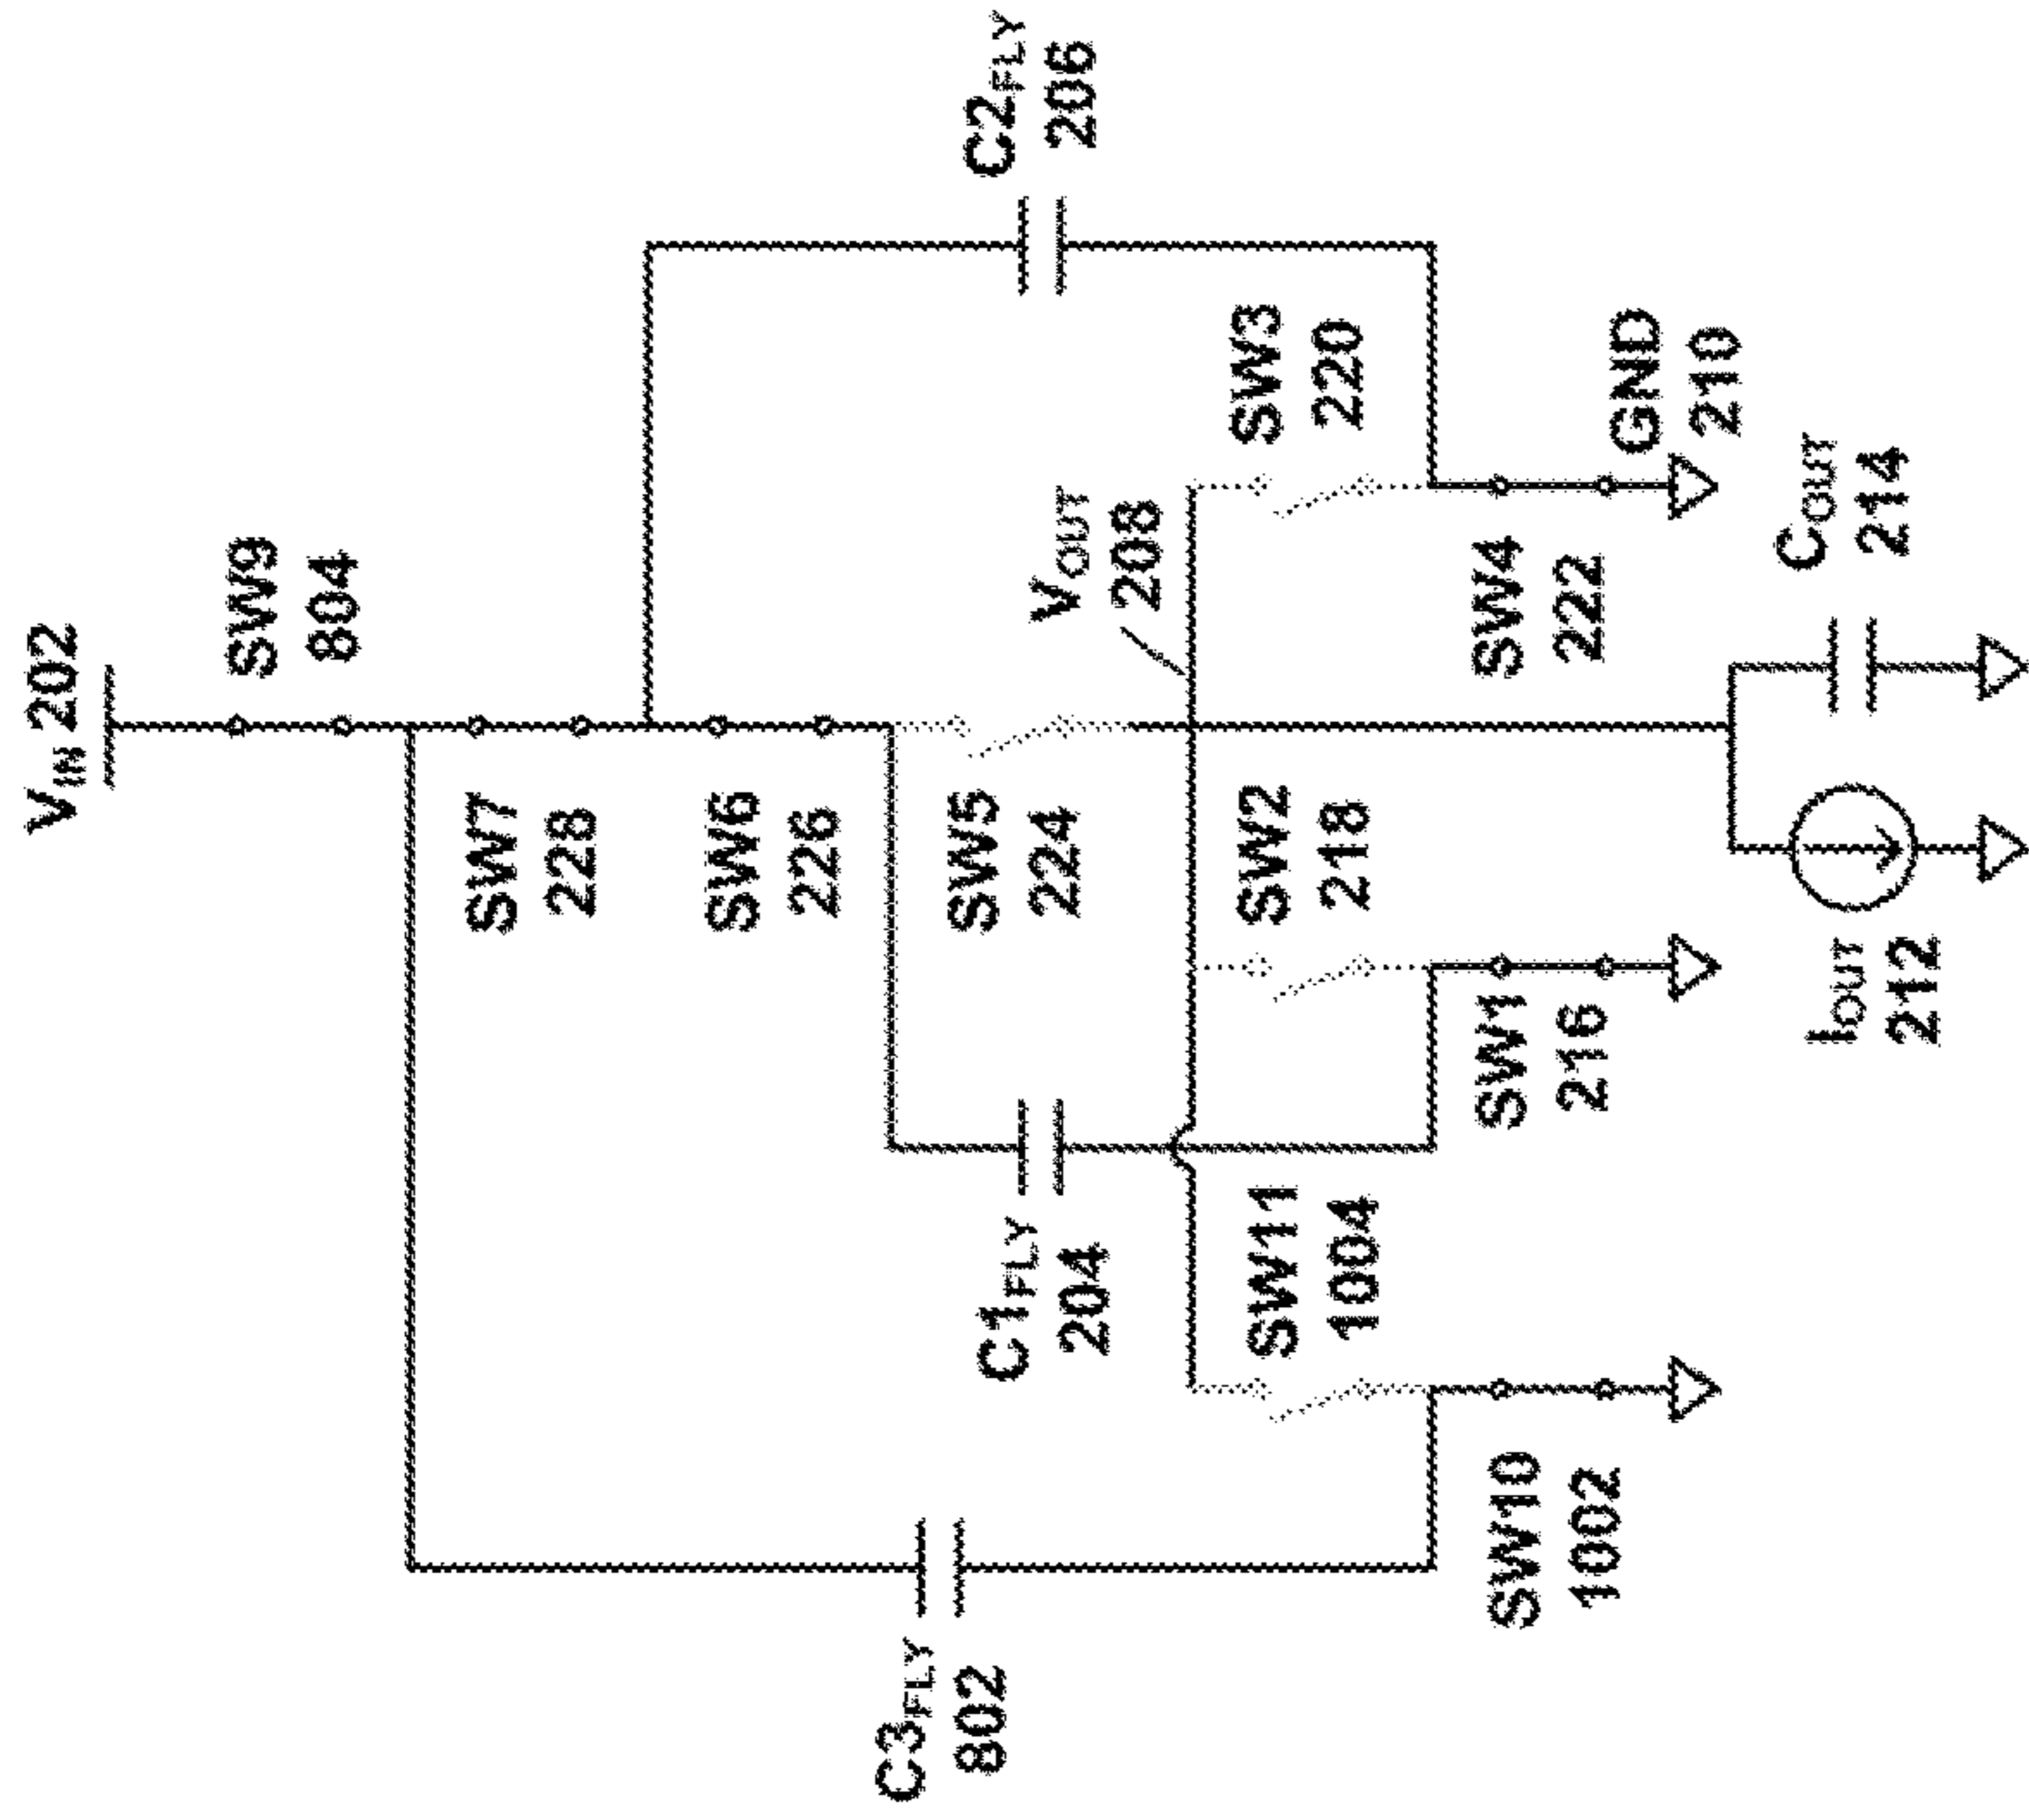 V_IN 202
SW9
804
SW7
228
SW6
226
SW5
224
C2_FLY
206
V_OUT
208
SW3
220
C1_FLY
204
SW2
218
C3_FLY
802
SW11
1004
SW4
222
GND
210
SW1
216
SW10
1002
C_OUT
214
I_OUT
212